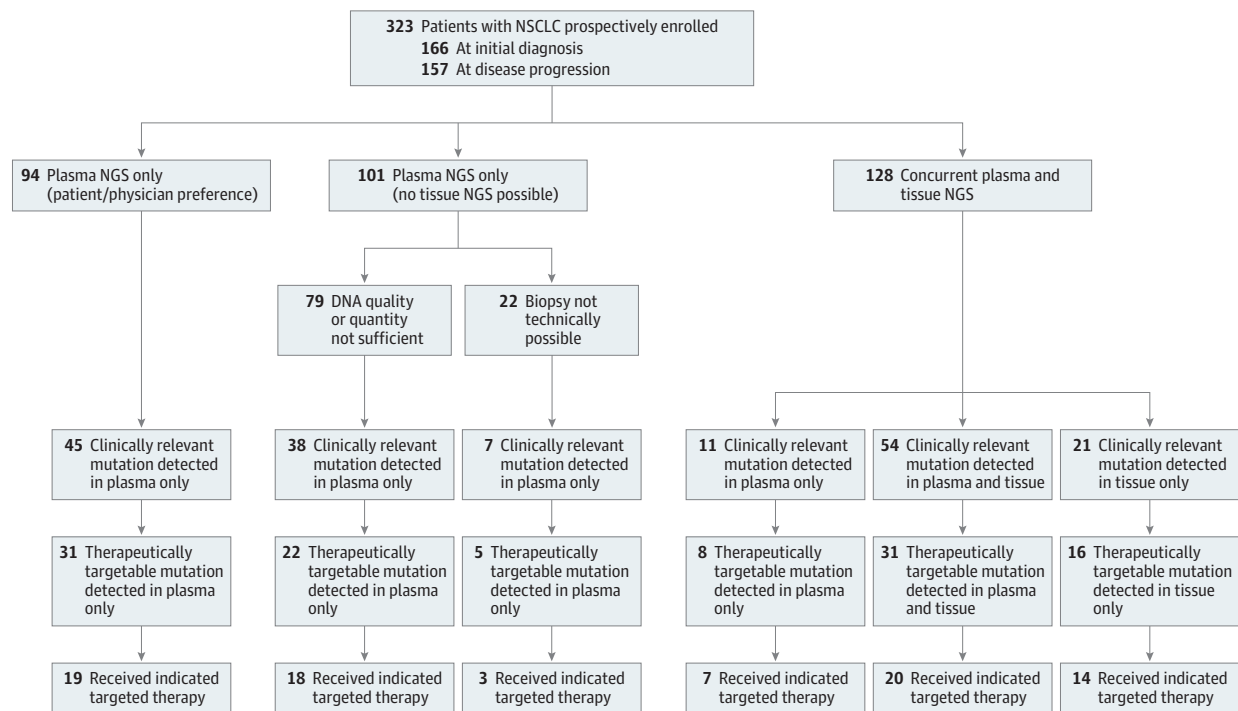 323 Patients with NSCLC prospectively enrolled
166 At initial diagnosis
157 At disease progression
94 Plasma NGS only
(patient/physician preference)
101 Plasma NGS only
(no tissue NGS possible)
128 Concurrent plasma and
tissue NGS
79 DNA quality
or quantity
not sufficient
22 Biopsy not
technically
possible
45 Clinically relevant
mutation detected
in plasma only
38 Clinically relevant
mutation detected
in plasma only
7 Clinically relevant
mutation detected
in plasma only
11 Clinically relevant
mutation detected
in plasma only
54 Clinically relevant
mutation detected
in plasma and tissue
21 Clinically relevant
mutation detected
in tissue only
31 Therapeutically
targetable mutation
detected in plasma
only
22 Therapeutically
targetable mutation
detected in plasma
only
5 Therapeutically
targetable mutation
detected in plasma
only
8 Therapeutically
targetable mutation
detected in plasma
only
31 Therapeutically
targetable mutation
detected in plasma
and tissue
16 Therapeutically
targetable mutation
detected in tissue
only
19 Received indicated
targeted therapy
18 Received indicated
targeted therapy
3 Received indicated
targeted therapy
7 Received indicated
targeted therapy
20 Received indicated
targeted therapy
14 Received indicated
targeted therapy